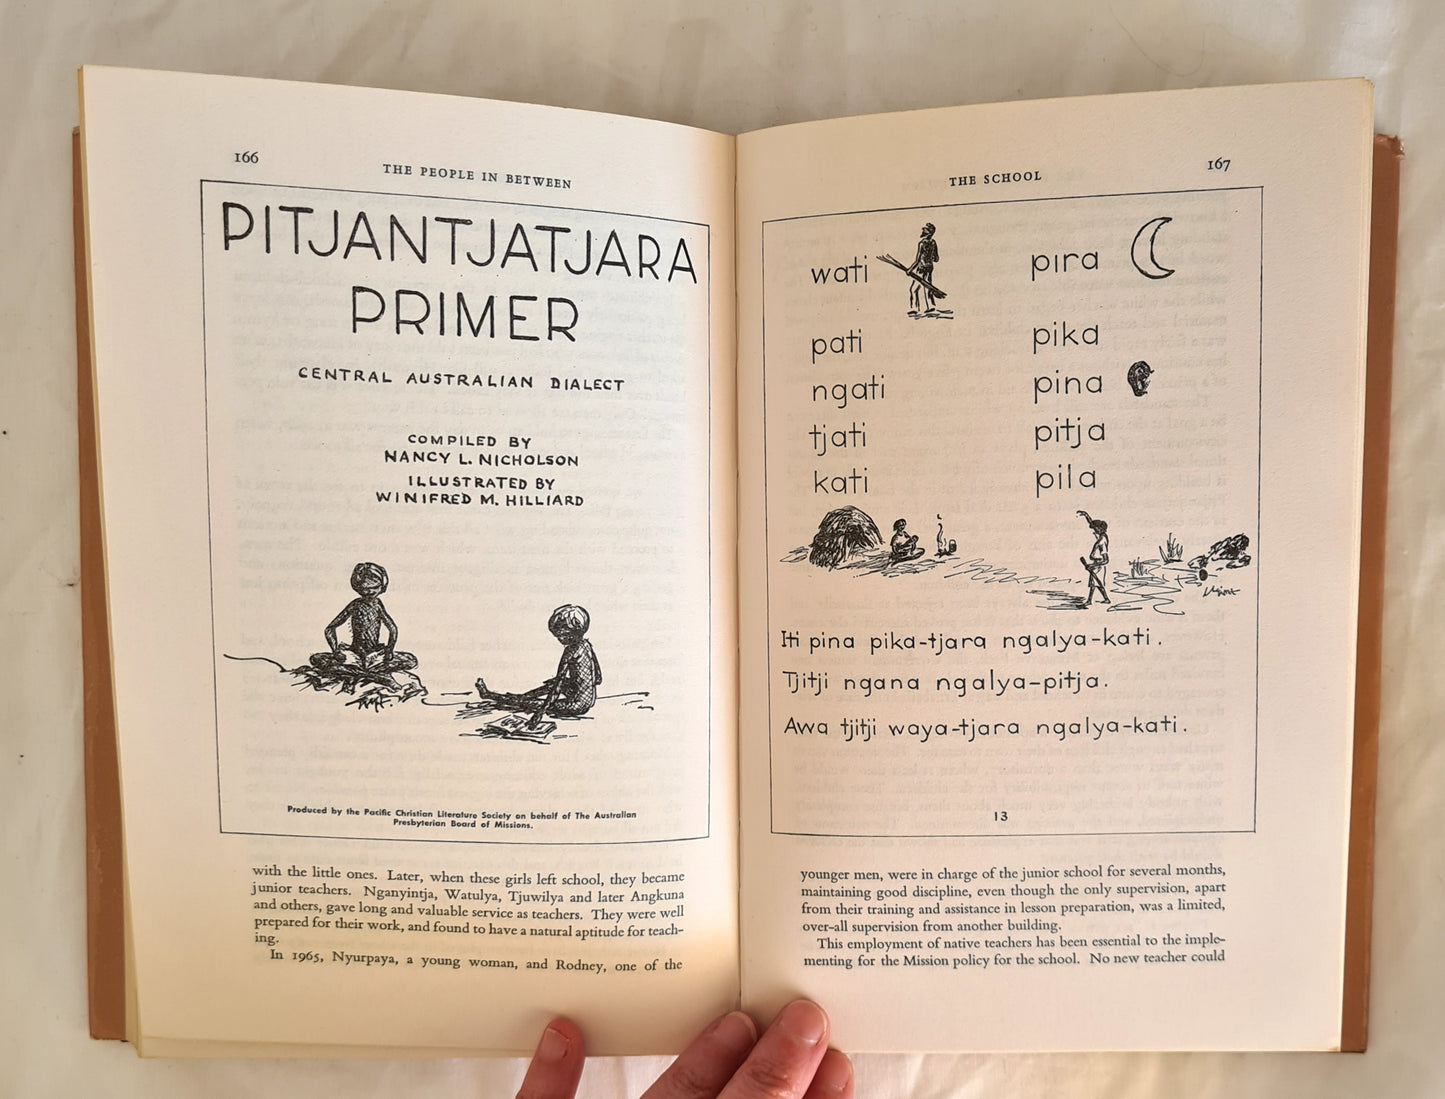 166
THE PEOPLE IN BETWEEN
PITJANTJATJARA
PRIMER
CENTRAL AUSTRALIAN DIALECT
COMPILED BY
NANCY L. NICHOLSON
ILLUSTRATED BY
WINIFRED M. HILLIARD
Produced by the Pacific Christian Literature Society on behalf of The Australian
Presbyterian Board of Missions.
with the little ones. Later, when these girls left school, they became
junior teachers. Nganyintja, Watulya, Tjuwilya and later Angkuna
and others, gave long and valuable service as teachers. They were well
prepared for their work, and found to have a natural aptitude for teach-
ing.
In 1965, Nyurpaya, a young woman, and Rodney, one of the
THE SCHOOL
167
wati
pati
ngati
tjati
kati
pira
pika
pina
pitja
pila
Iti pina pika-tjara ngalya-kati.
Tjitji ngana ngalya-pitja.
Awa tjitji waya-tjara ngalya-kati.
13
younger men, were in charge of the junior school for several months,
maintaining good discipline, even though the only supervision, apart
from their training and assistance in lesson preparation, was a limited,
over-all supervision from another building.
This employment of native teachers has been essential to the imple-
menting for the Mission policy for the school. No new teacher could